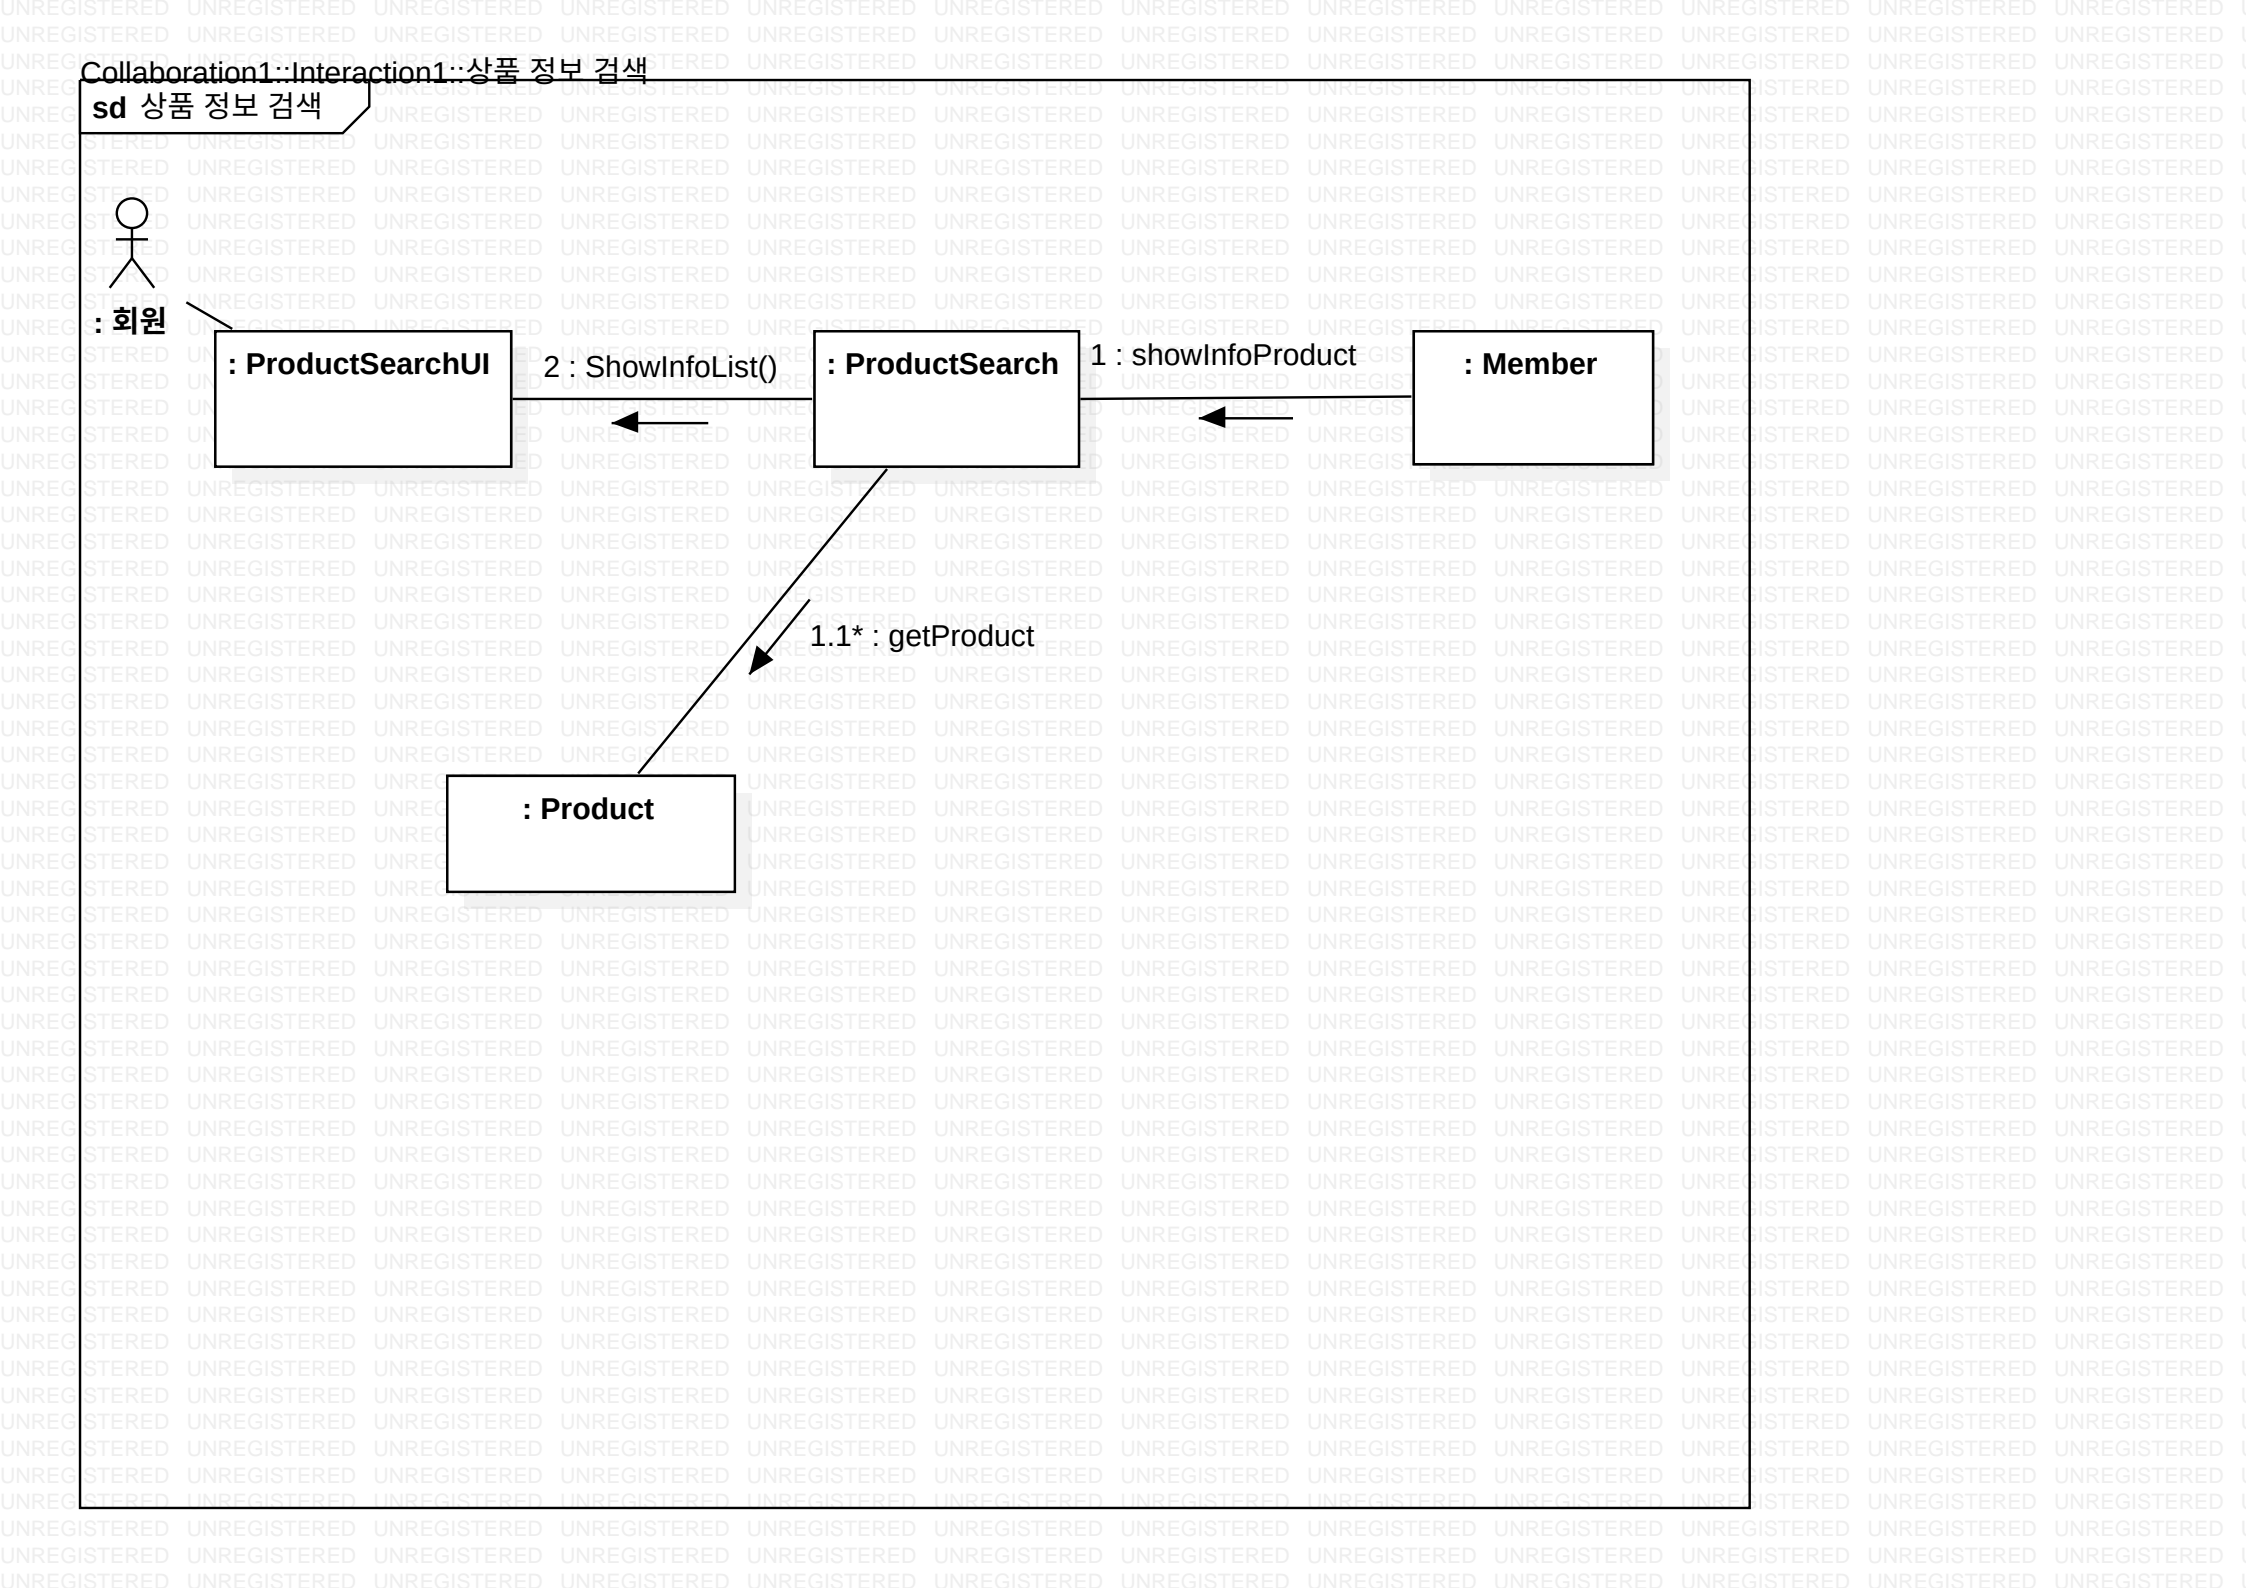 Collaboration1::Interaction1::상품 정보 검색
sd 상품 정보 검색
: 회원
: ProductSearchUI
2 : ShowInfoList()
: ProductSearch
1 : showInfoProduct
: Member
1.1* : getProduct
: Product
UNREGISTERED